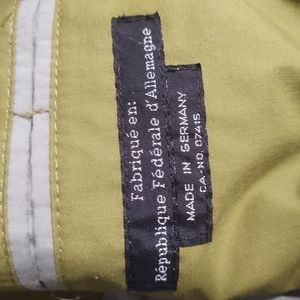 Fabriqué en:
République Fédérale d'Allemagne
MADE IN GERMANY
CA-NO. 07415